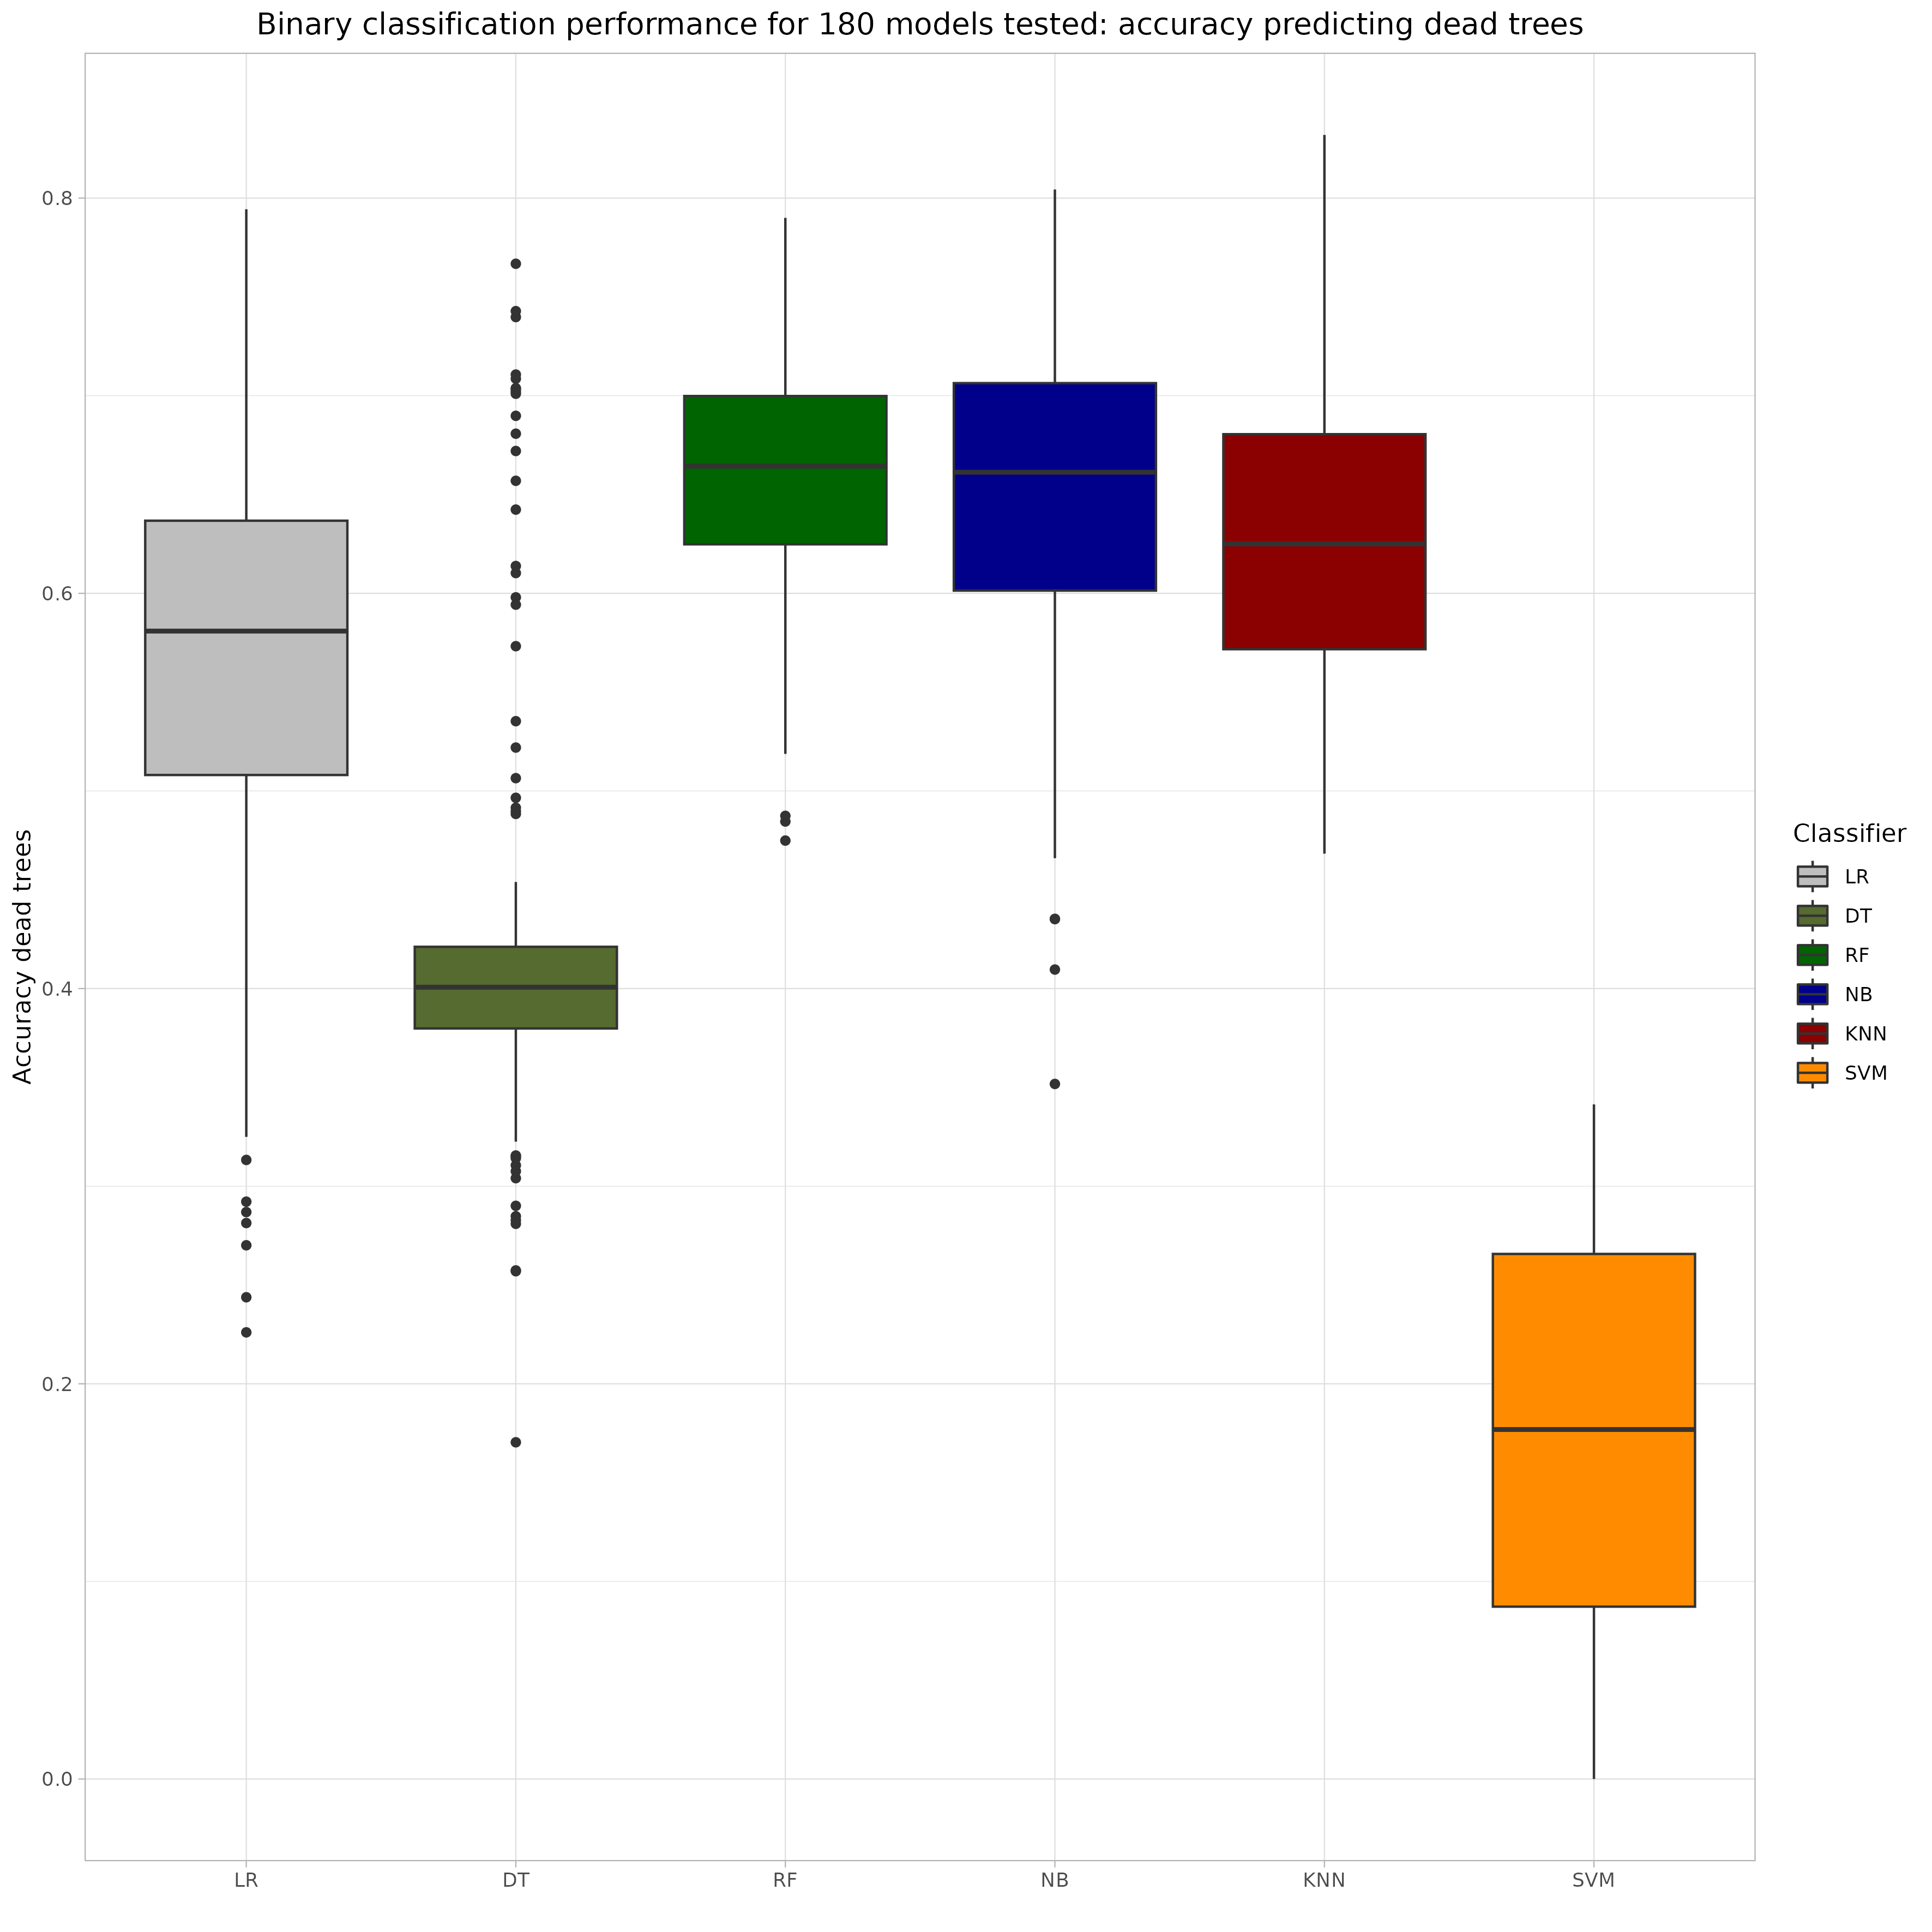 Binary classification performance for 180 models tested: accuracy predicting dead trees
Accuracy dead trees
0.8
0.6
0.4
0.2
0.0
LR
DT
RF
NB
KNN
SVM
Classifier
LR
DT
RF
NB
KNN
SVM